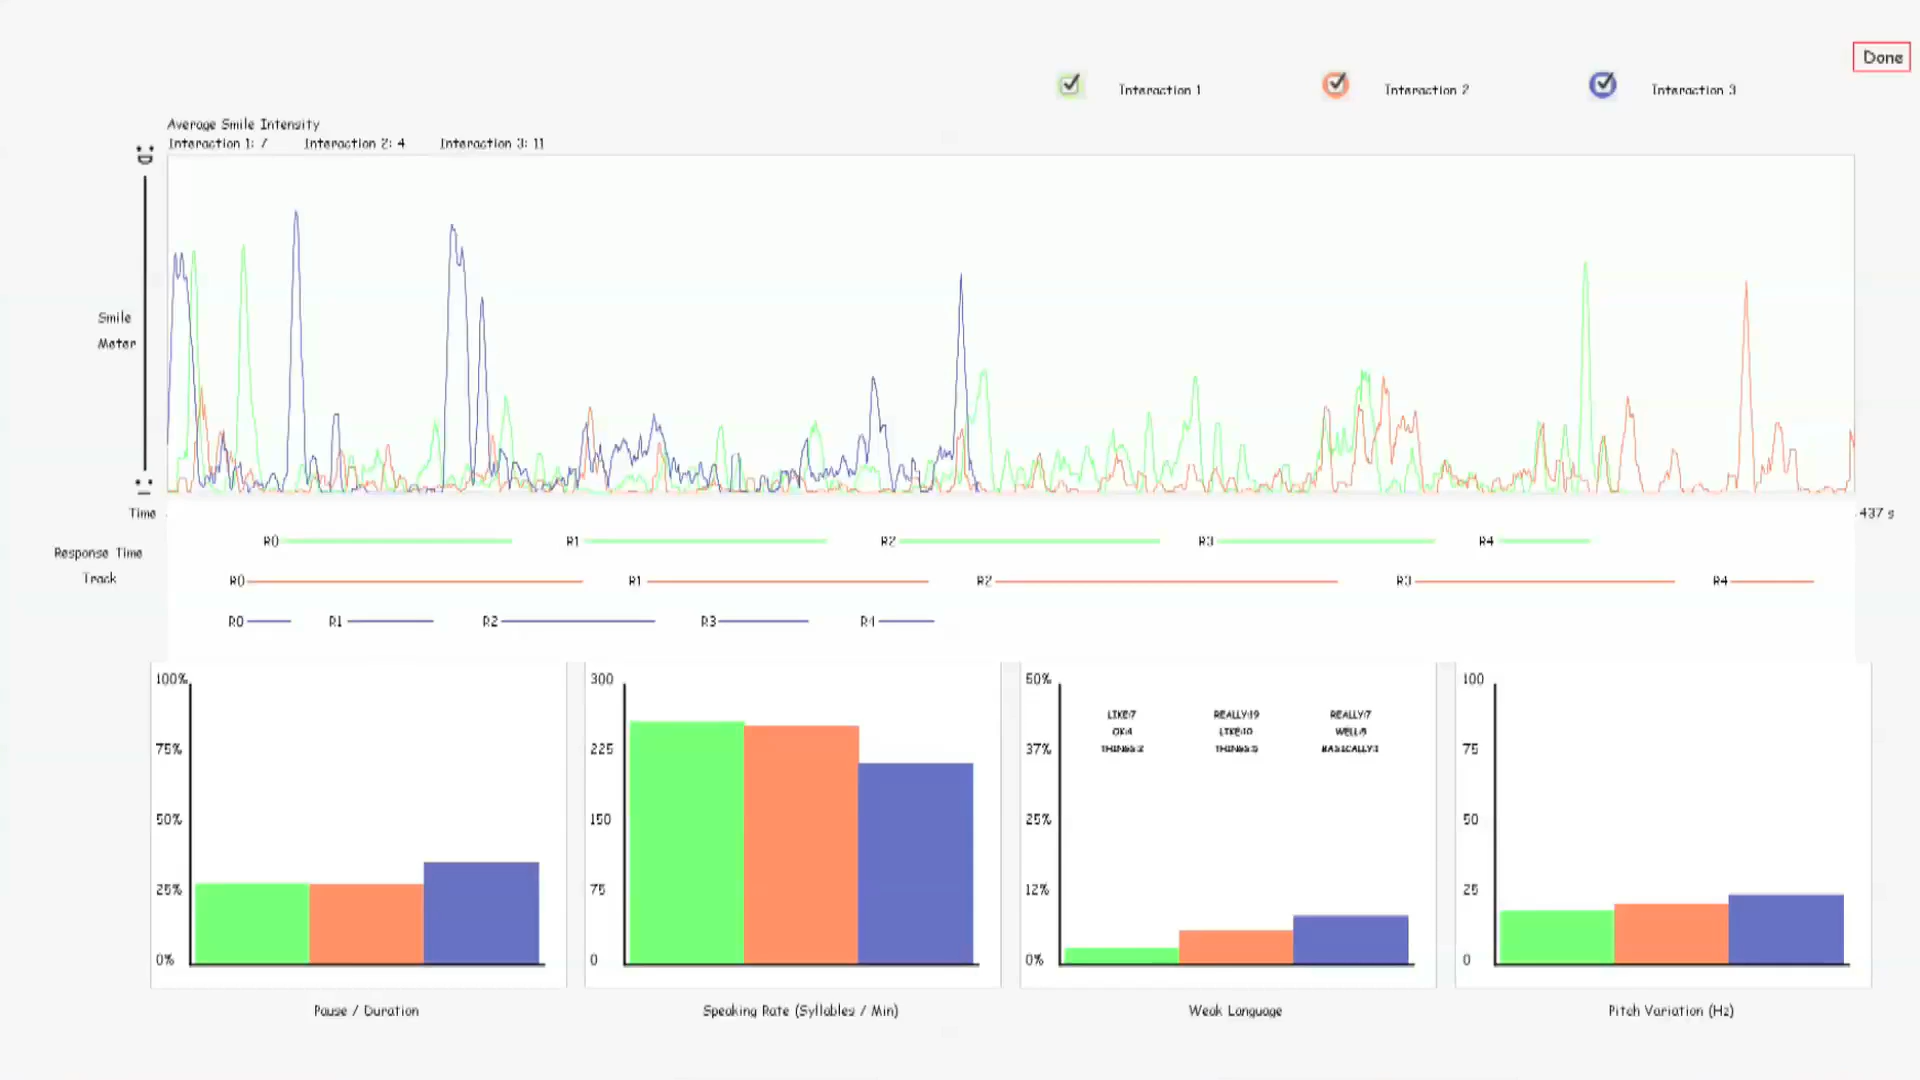 Done
Interaction 1 Interaction 2 Interaction 3
Average Smile Intensity
Interaction 1: 7 Interaction 2: 4 Interaction 3: 11
Smile
Meter
Time
437 s
Response Time
Track
R0 R1 R2 R3 R4
R0 R1 R2 R3 R4
R0 R1 R2 R3 R4
100%
75%
50%
25%
0%
Pause / Duration
300
225
150
75
0
Speaking Rate (Syllables / Min)
50%
37%
25%
12%
0%
LIKE:7 REALLY:19 REALLY:7
OK:4 LIKE:10
THINGS:2 THINGS:5
Weak Language
100
75
50
25
0
Pitch Variation (Hz)